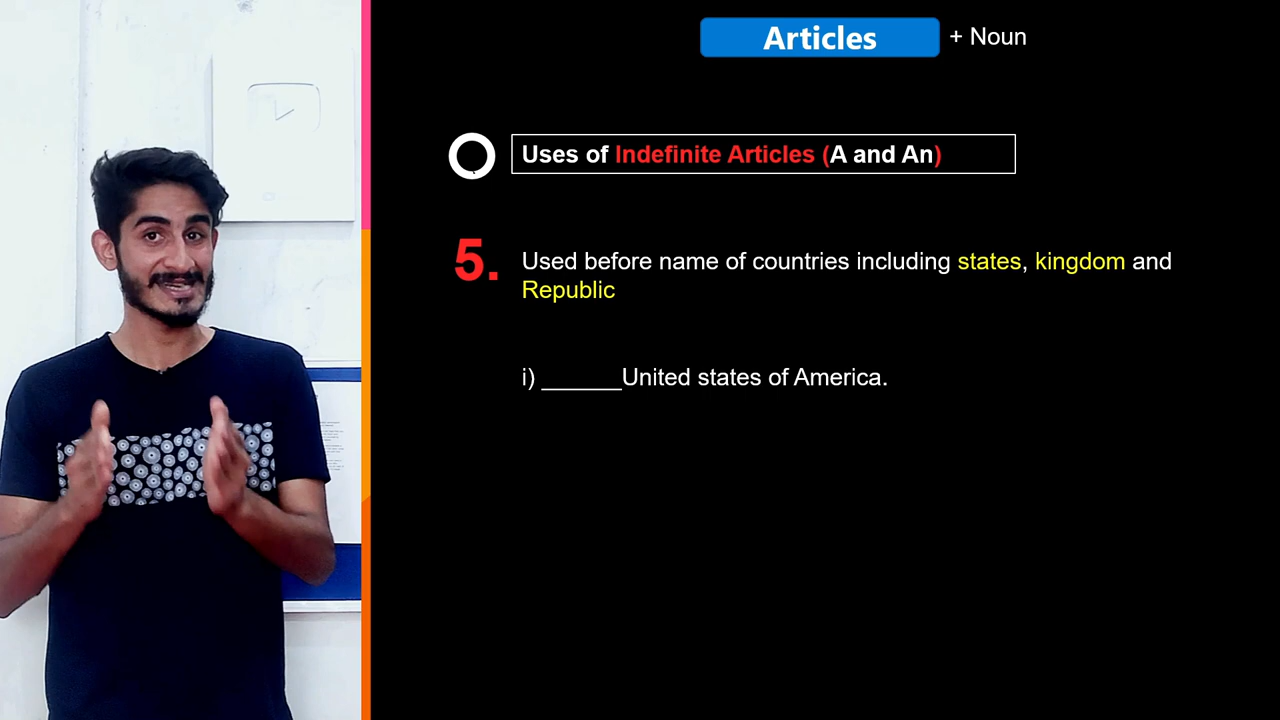 Articles + Noun
Uses of Indefinite Articles (A and An)
5. Used before name of countries including states, kingdom and
Republic
i) ______United states of America.